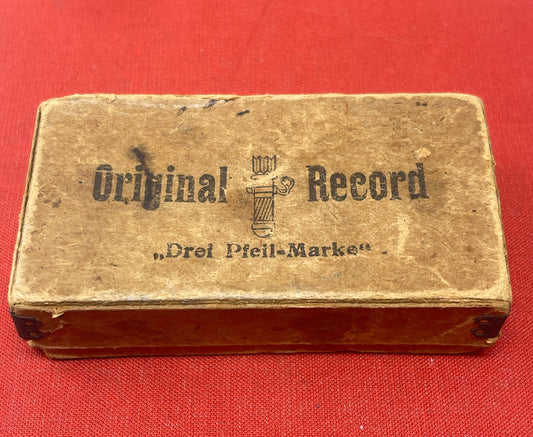 Original Record
„Drei Pfeil-Marke“